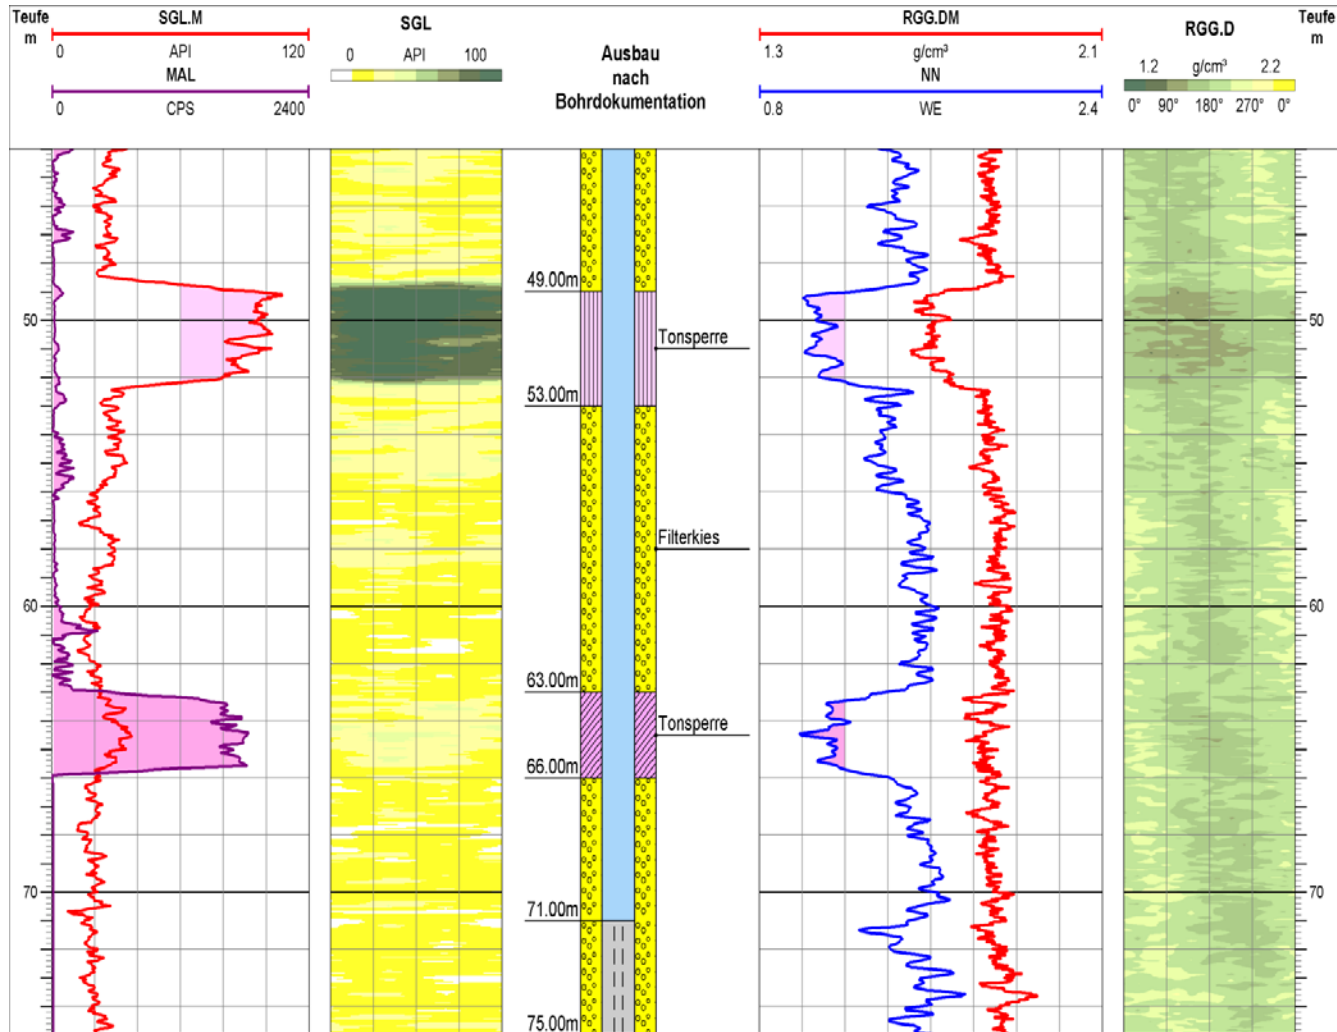 Teufe
m
SGL.M
0 120
API
MAL
0 2400
CPS
SGL
0 API 100
Ausbau
nach
Bohrdokumentation
RGG.DM
1.3 g/cm³ 2.1
NN
0.8 WE 2.4
RGG.D
1.2 g/cm³ 2.2
0° 90° 180° 270° 0°
Teufe
m
49.00m
50
50
Tonsperre
53.00m
Filterkies
60
60
63.00m
Tonsperre
66.00m
70
70
71.00m
75.00m